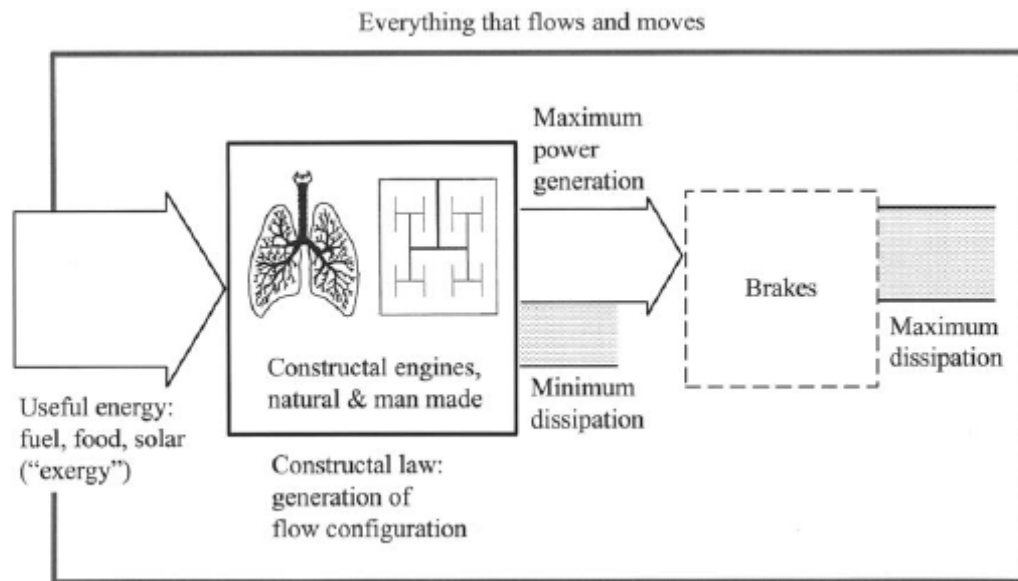 Everything that flows and moves
Maximum
power
generation
Brakes
Constructal engines,
natural & man made
Maximum
dissipation
Minimum
dissipation
Useful energy:
fuel, food, solar
("exergy")
Constructal law:
generation of
flow configuration